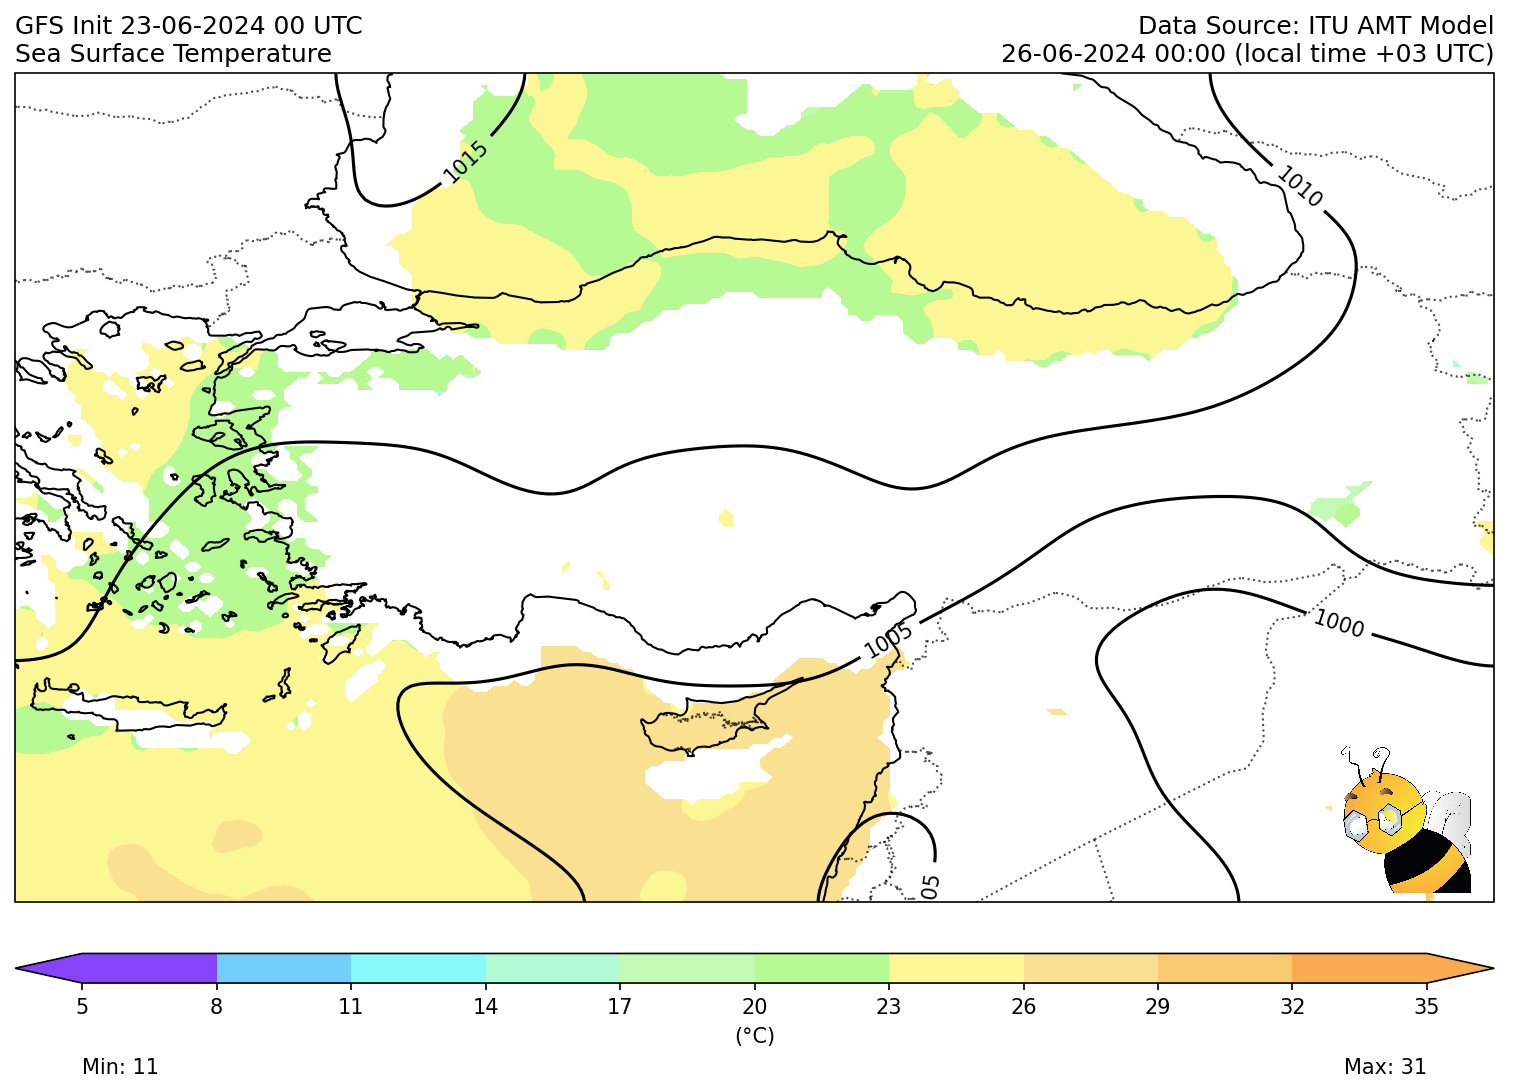 GFS Init 23-06-2024 00 UTC
Data Source: ITU AMT Model
Sea Surface Temperature
26-06-2024 00:00 (local time +03 UTC)
1015
1010
1005
1000
05
5 8 11 14 17 20 23 26 29 32 35
(°C)
Min: 11
Max: 31